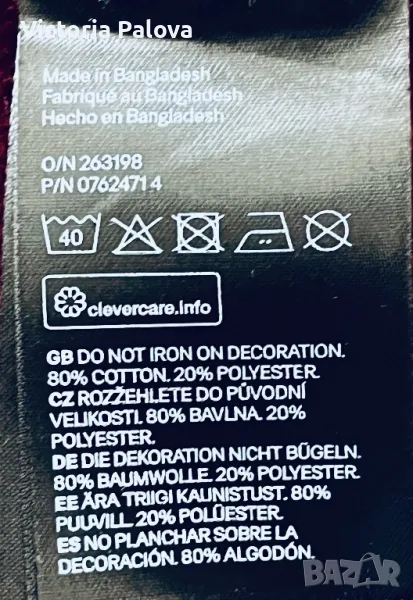 Victoria Palova
Made in Bangladesh
Fabriqué au Bangladesh
Hecho en Bangladesh
O/N 263198
P/N 0762471 4
40
clevercare.info
GB DO NOT IRON ON DECORATION.
80% COTTON. 20% POLYESTER.
CZ ROZŽEHLETE DO PŮVODNÍ
VELIKOSTI. 80% BAVLNA. 20%
POLYESTER.
DE DIE DEKORATION NICHT BÜGELN.
80% BAUMWOLLE. 20% POLYESTER.
EE ÄRA TRIIGI KAUNISTUST. 80%
PUUVILL. 20% POLÜESTER.
ES NO PLANCHAR SOBRE LA
DECORACIÓN. 80% ALGODÓN.
BAZAR